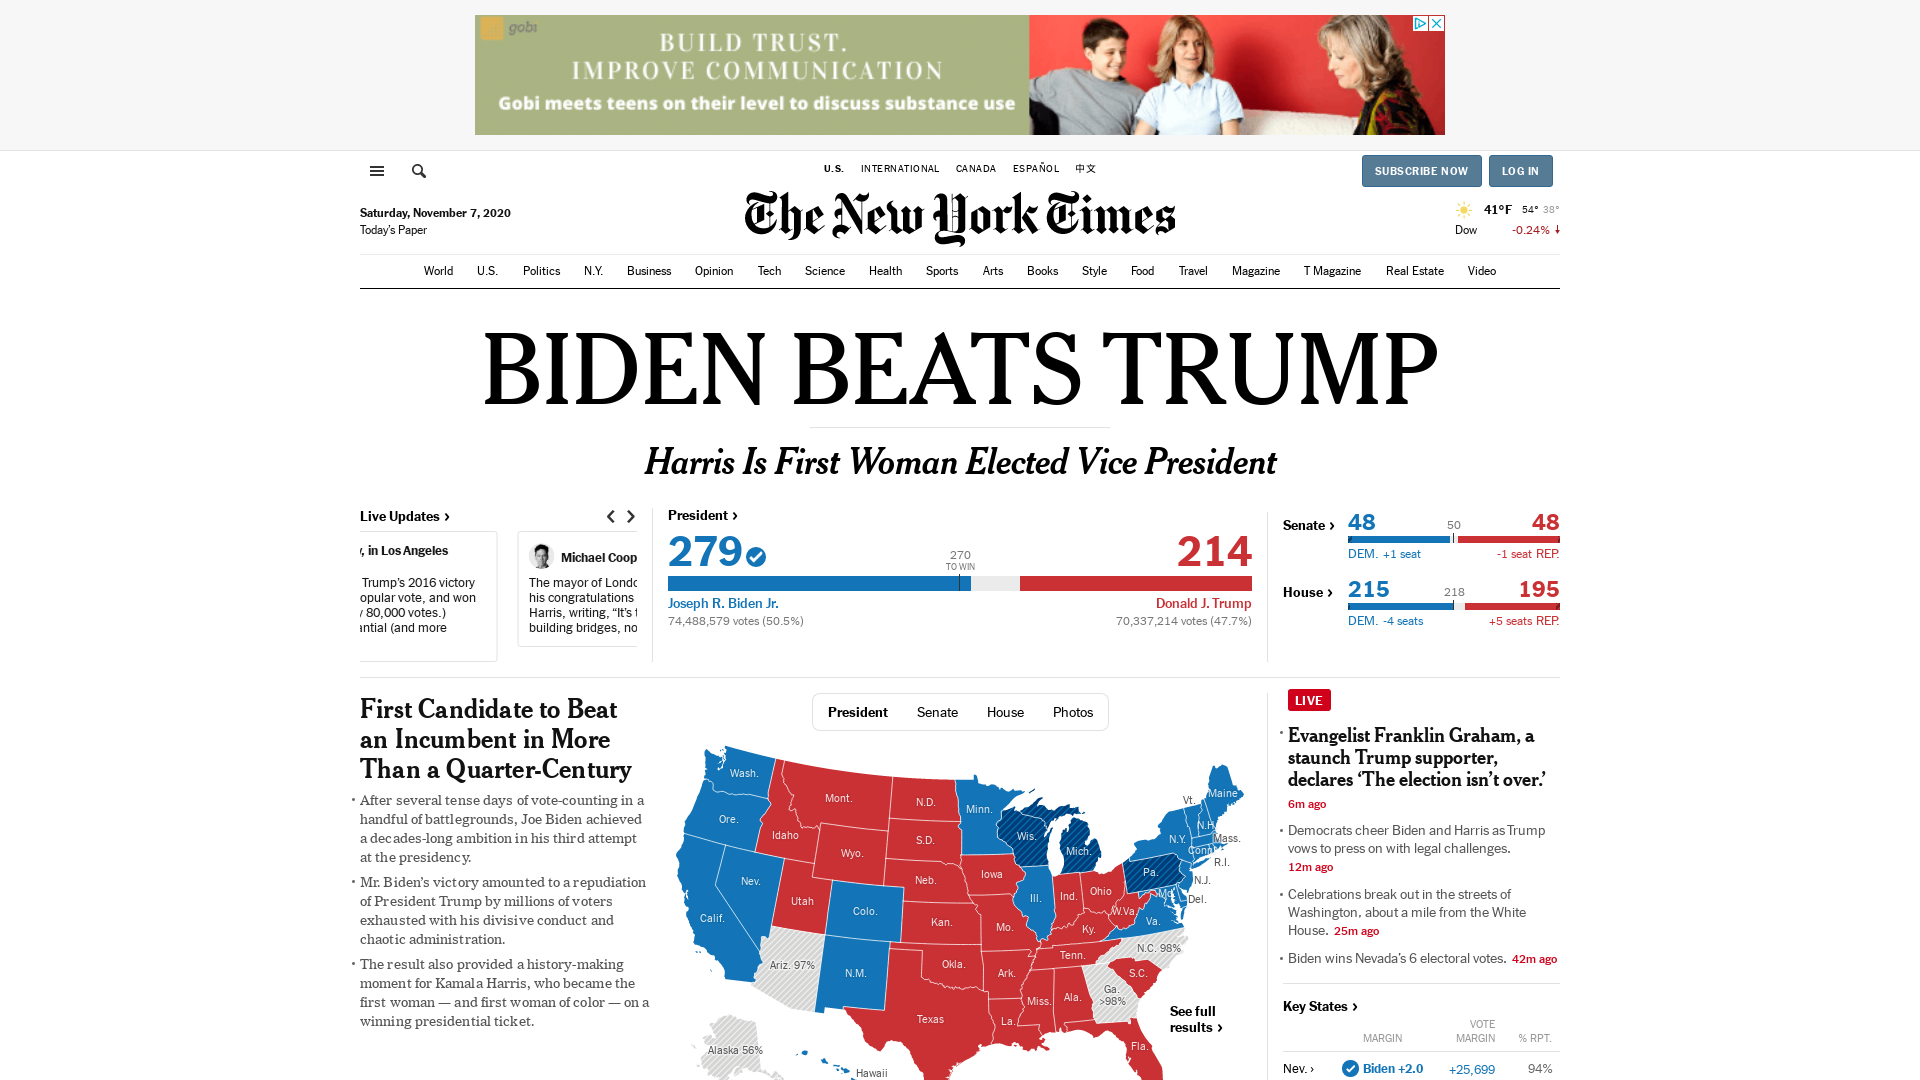 gobi
BUILD TRUST.
IMPROVE COMMUNICATION
Gobi meets teens on their level to discuss substance use
U.S. INTERNATIONAL CANADA ESPAÑOL 中文
SUBSCRIBE NOW LOG IN
Saturday, November 7, 2020
Today's Paper
The New York Times
41°F 54° 38°
Dow -0.24%
World U.S. Politics N.Y. Business Opinion Tech Science Health Sports Arts Books Style Food Travel Magazine T Magazine Real Estate Video
BIDEN BEATS TRUMP
Harris Is First Woman Elected Vice President
Live Updates ›
, in Los Angeles
Trump's 2016 victory
opular vote, and won
80,000 votes.)
antial (and more
Michael Coop
The mayor of Londo
his congratulations
Harris, writing, “It's t
building bridges, no
President ›
279
270
TO WIN
214
Joseph R. Biden Jr.
Donald J. Trump
74,488,579 votes (50.5%)
70,337,214 votes (47.7%)
Senate ›
48 50 48
DEM. +1 seat
-1 seat REP.
House ›
215 218 195
DEM. -4 seats
+5 seats REP.
First Candidate to Beat
an Incumbent in More
Than a Quarter-Century
• After several tense days of vote-counting in a
handful of battlegrounds, Joe Biden achieved
a decades-long ambition in his third attempt
at the presidency.
• Mr. Biden's victory amounted to a repudiation
of President Trump by millions of voters
exhausted with his divisive conduct and
chaotic administration.
• The result also provided a history-making
moment for Kamala Harris, who became the
first woman — and first woman of color — on a
winning presidential ticket.
President Senate House Photos
Wash.
Mont.
N.D.
Minn.
Maine
Vt.
Ore.
Idaho
S.D.
Wis.
N.H.
N.Y.
Mass.
Wyo.
Mich.
Conn.
R.I.
Nev.
Neb.
Iowa
Pa.
N.J.
Calif.
Utah
Colo.
Ill.
Ind.
Ohio
Md.
Del.
Kan.
Mo.
W.Va.
Va.
Ky.
Ariz. 97%
N.M.
Okla.
Ark.
Tenn.
N.C. 98%
S.C.
Texas
La.
Miss.
Ala.
Ga.
>98%
Fla.
Alaska 56%
Hawaii
See full
results ›
LIVE
• Evangelist Franklin Graham, a
staunch Trump supporter,
declares ‘The election isn't over.’
6m ago
• Democrats cheer Biden and Harris as Trump
vows to press on with legal challenges.
12m ago
• Celebrations break out in the streets of
Washington, about a mile from the White
House. 25m ago
• Biden wins Nevada's 6 electoral votes. 42m ago
Key States ›
MARGIN
VOTE
MARGIN
% RPT.
Nev. › Biden +2.0 +25,699 94%